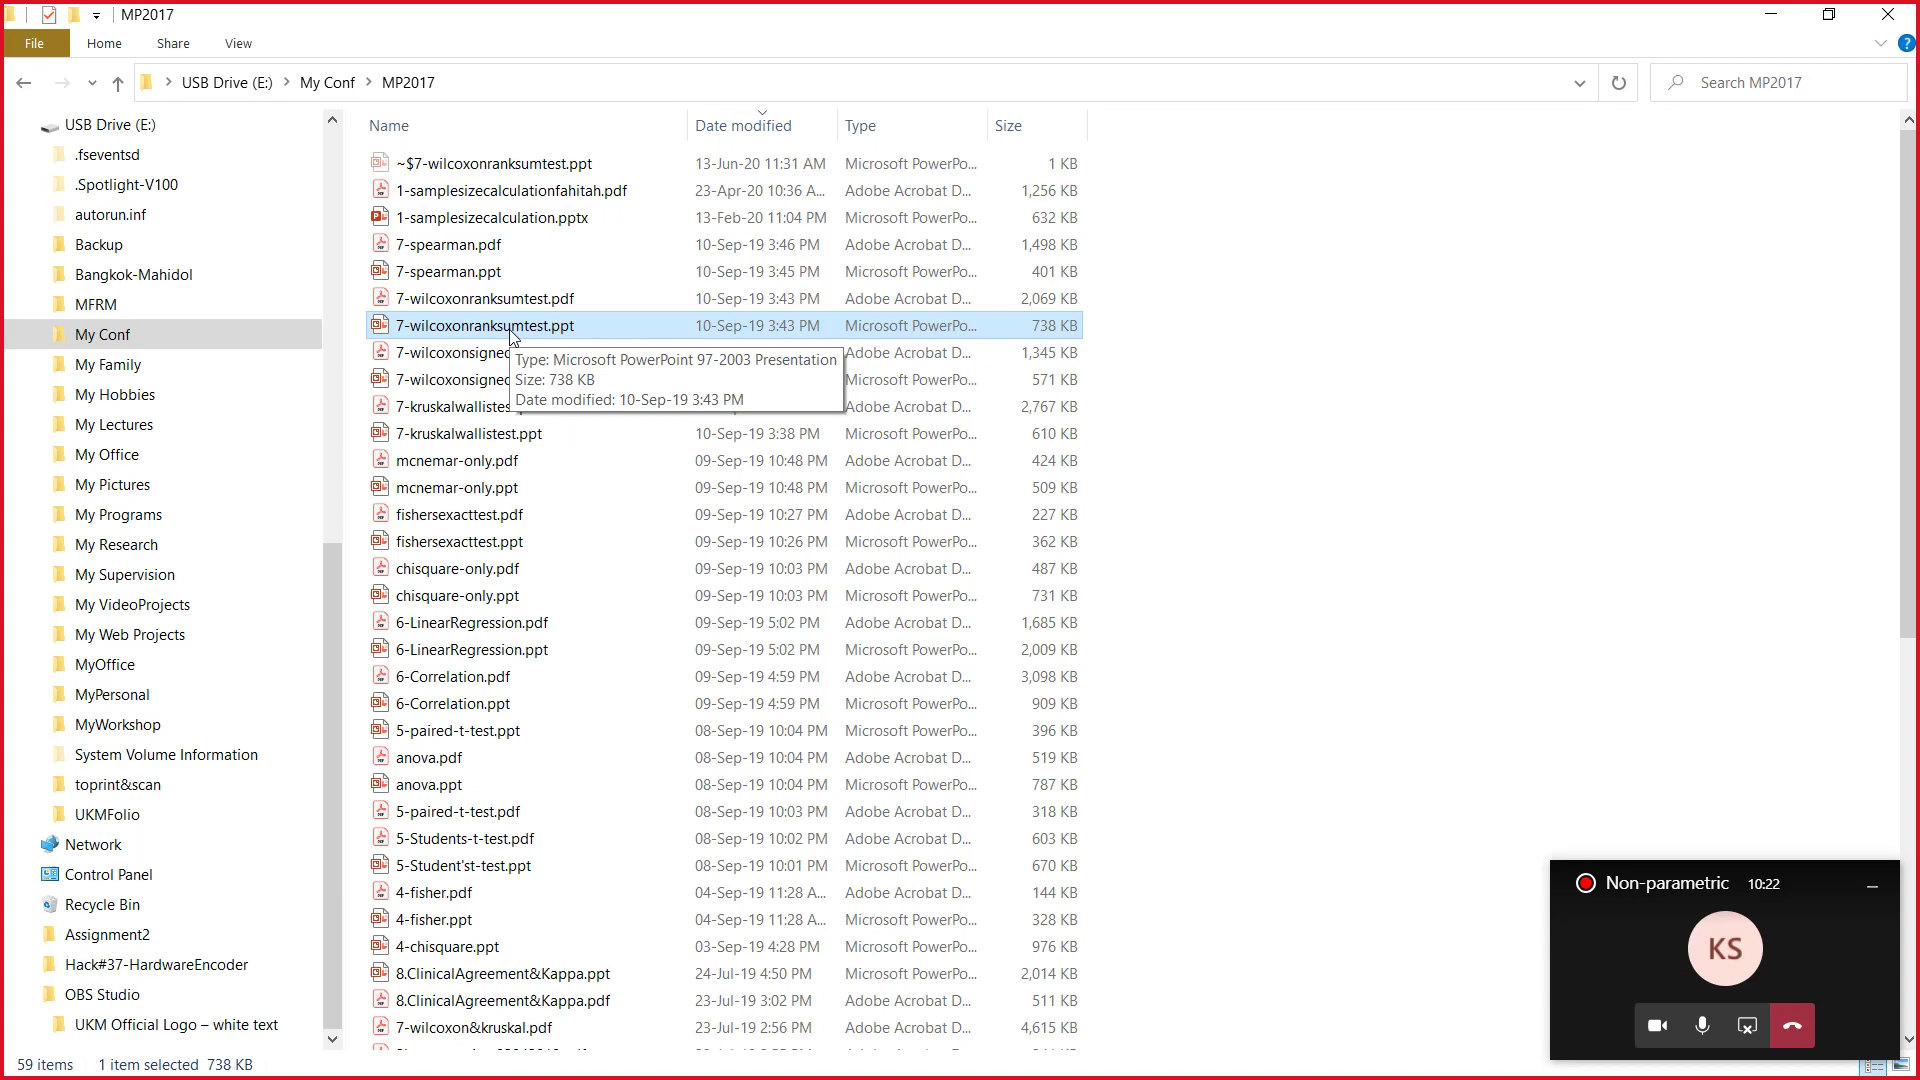 MP2017
File Home Share View
USB Drive (E:) My Conf MP2017 Search MP2017
USB Drive (E:)
.fseventsd
.Spotlight-V100
autorun.inf
Backup
Bangkok-Mahidol
MFRM
My Conf
My Family
My Hobbies
My Lectures
My Office
My Pictures
My Programs
My Research
My Supervision
My VideoProjects
My Web Projects
MyOffice
MyPersonal
MyWorkshop
System Volume Information
toprint&scan
UKMFolio
Network
Control Panel
Recycle Bin
Assignment2
Hack#37-HardwareEncoder
OBS Studio
UKM Official Logo – white text
Name Date modified Type Size
~$7-wilcoxonranksumtest.ppt 13-Jun-20 11:31 AM Microsoft PowerPo... 1 KB
1-samplesizecalculationfahitah.pdf 23-Apr-20 10:36 A... Adobe Acrobat D... 1,256 KB
1-samplesizecalculation.pptx 13-Feb-20 11:04 PM Microsoft PowerPo... 632 KB
7-spearman.pdf 10-Sep-19 3:46 PM Adobe Acrobat D... 1,498 KB
7-spearman.ppt 10-Sep-19 3:45 PM Microsoft PowerPo... 401 KB
7-wilcoxonranksumtest.pdf 10-Sep-19 3:43 PM Adobe Acrobat D... 2,069 KB
7-wilcoxonranksumtest.ppt 10-Sep-19 3:43 PM Microsoft PowerPo... 738 KB
7-wilcoxonsigned Adobe Acrobat D... 1,345 KB
7-wilcoxonsigned Microsoft PowerPo... 571 KB
7-kruskalwallistes Adobe Acrobat D... 2,767 KB
Type: Microsoft PowerPoint 97-2003 Presentation
Size: 738 KB
Date modified: 10-Sep-19 3:43 PM
7-kruskalwallistest.ppt 10-Sep-19 3:38 PM Microsoft PowerPo... 610 KB
mcnemar-only.pdf 09-Sep-19 10:48 PM Adobe Acrobat D... 424 KB
mcnemar-only.ppt 09-Sep-19 10:48 PM Microsoft PowerPo... 509 KB
fishersexacttest.pdf 09-Sep-19 10:27 PM Adobe Acrobat D... 227 KB
fishersexacttest.ppt 09-Sep-19 10:26 PM Microsoft PowerPo... 362 KB
chisquare-only.pdf 09-Sep-19 10:03 PM Adobe Acrobat D... 487 KB
chisquare-only.ppt 09-Sep-19 10:03 PM Microsoft PowerPo... 731 KB
6-LinearRegression.pdf 09-Sep-19 5:02 PM Adobe Acrobat D... 1,685 KB
6-LinearRegression.ppt 09-Sep-19 5:02 PM Microsoft PowerPo... 2,009 KB
6-Correlation.pdf 09-Sep-19 4:59 PM Adobe Acrobat D... 3,098 KB
6-Correlation.ppt 09-Sep-19 4:59 PM Microsoft PowerPo... 909 KB
5-paired-t-test.ppt 08-Sep-19 10:04 PM Microsoft PowerPo... 396 KB
anova.pdf 08-Sep-19 10:04 PM Adobe Acrobat D... 519 KB
anova.ppt 08-Sep-19 10:04 PM Microsoft PowerPo... 787 KB
5-paired-t-test.pdf 08-Sep-19 10:03 PM Adobe Acrobat D... 318 KB
5-Students-t-test.pdf 08-Sep-19 10:02 PM Adobe Acrobat D... 603 KB
5-Student'st-test.ppt 08-Sep-19 10:01 PM Microsoft PowerPo... 670 KB
4-fisher.pdf 04-Sep-19 11:28 A... Adobe Acrobat D... 144 KB
4-fisher.ppt 04-Sep-19 11:28 A... Microsoft PowerPo... 328 KB
4-chisquare.ppt 03-Sep-19 4:28 PM Microsoft PowerPo... 976 KB
8.ClinicalAgreement&Kappa.ppt 24-Jul-19 4:50 PM Microsoft PowerPo... 2,014 KB
8.ClinicalAgreement&Kappa.pdf 23-Jul-19 3:02 PM Adobe Acrobat D... 511 KB
7-wilcoxon&kruskal.pdf 23-Jul-19 2:56 PM Adobe Acrobat D... 4,615 KB
Non-parametric 10:22
KS
59 items 1 item selected 738 KB